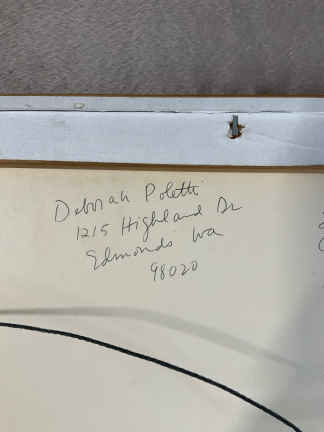 Deborah Poletti
1215 Highland Dr
Edmonds Wa
98020